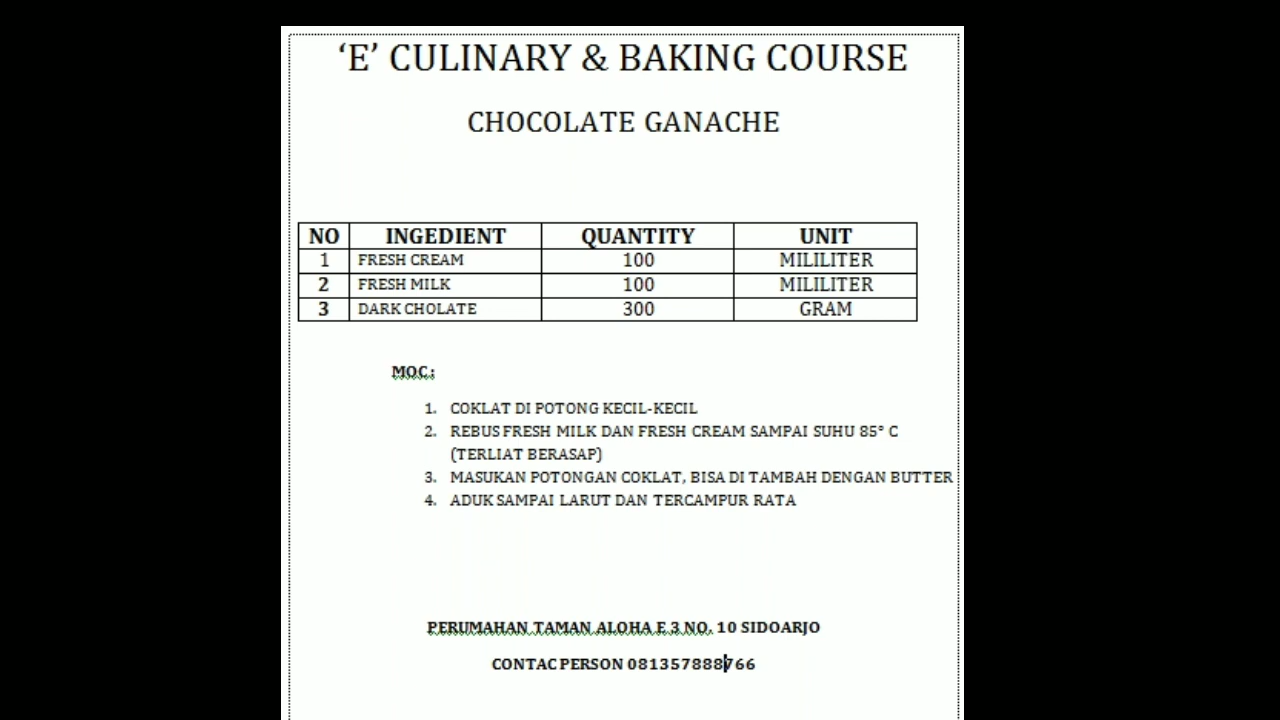 ‘E’ CULINARY & BAKING COURSE
CHOCOLATE GANACHE
NO INGEDIENT QUANTITY UNIT
1 FRESH CREAM 100 MILILITER
2 FRESH MILK 100 MILILITER
3 DARK CHOLATE 300 GRAM
MOC :
1. COKLAT DI POTONG KECIL-KECIL
2. REBUS FRESH MILK DAN FRESH CREAM SAMPAI SUHU 85° C
(TERLIAT BERASAP)
3. MASUKAN POTONGAN COKLAT, BISA DI TAMBAH DENGAN BUTTER
4. ADUK SAMPAI LARUT DAN TERCAMPUR RATA
PERUMAHAN TAMAN ALOHA E 3 NO. 10 SIDOARJO
CONTAC PERSON 081357888766